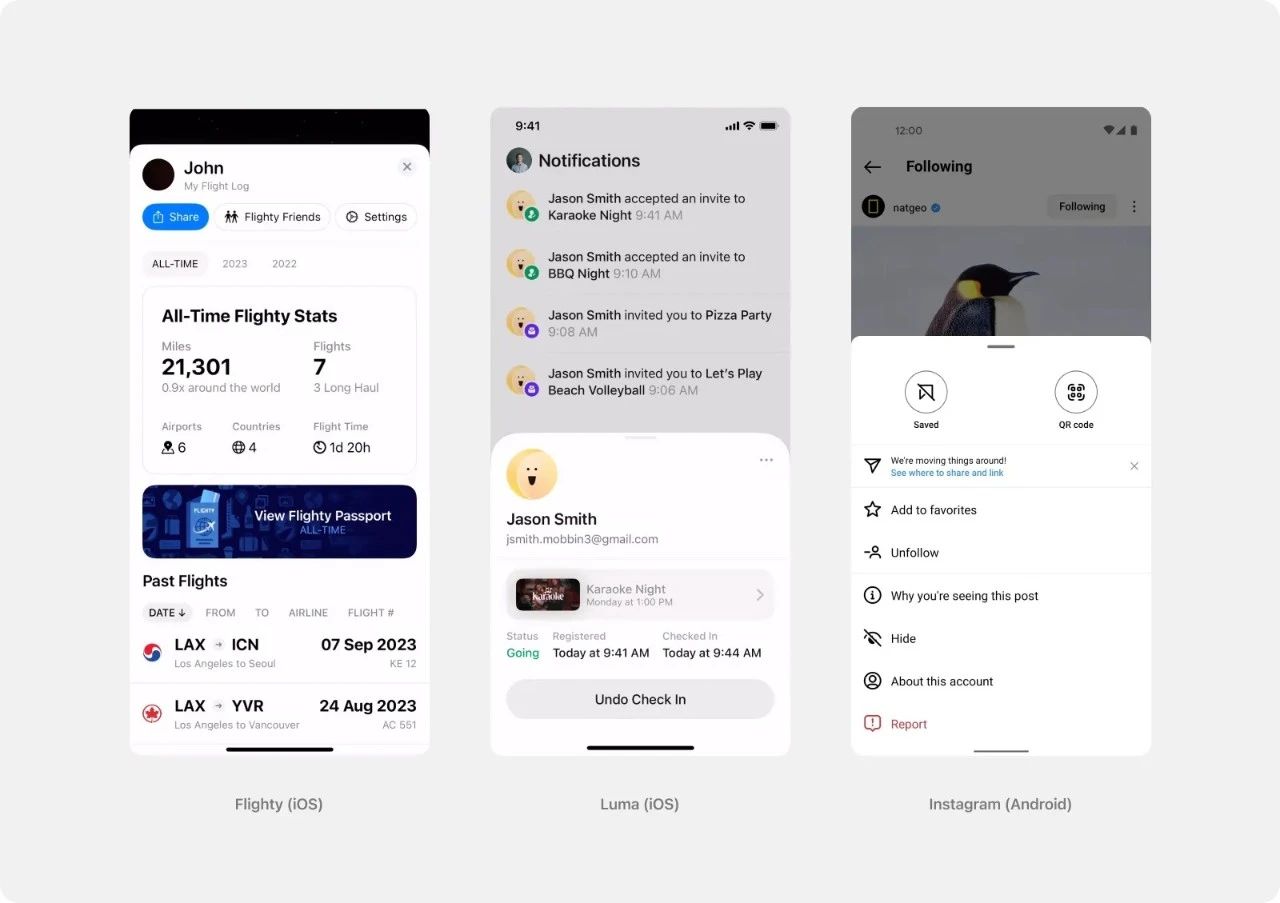 John
My Flight Log
Share
Flighty Friends
Settings
ALL-TIME
2023
2022
All-Time Flighty Stats
Miles
Flights
21,301
7
0.9x around the world
3 Long Haul
Airports
Countries
Flight Time
6
4
1d 20h
FLIGHTY
View Flighty Passport
ALL-TIME
Past Flights
DATE ↓
FROM
TO
AIRLINE
FLIGHT #
LAX → ICN
07 Sep 2023
Los Angeles to Seoul
KE 12
LAX → YVR
24 Aug 2023
Los Angeles to Vancouver
AC 551
Flighty (iOS)
9:41
Notifications
Jason Smith accepted an invite to
Karaoke Night 9:41 AM
Jason Smith accepted an invite to
BBQ Night 9:10 AM
Jason Smith invited you to Pizza Party
9:08 AM
Jason Smith invited you to Let’s Play
Beach Volleyball 9:06 AM
Jason Smith
jsmith.mobbin3@gmail.com
Karaoke
Karaoke Night
Monday at 1:00 PM
Status
Registered
Checked In
Going
Today at 9:41 AM
Today at 9:44 AM
Undo Check In
Luma (iOS)
12:00
Following
natgeo
Following
Saved
QR code
We're moving things around!
See where to share and link
Add to favorites
Unfollow
Why you're seeing this post
Hide
About this account
Report
Instagram (Android)